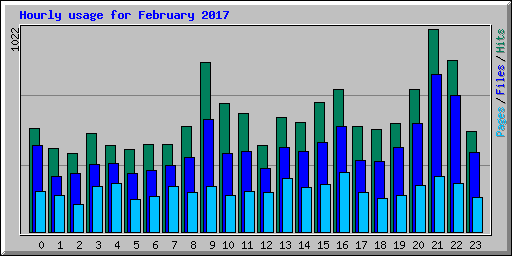 Hourly usage for February 2017
1022
Pages/Files/Hits
0 1 2 3 4 5 6 7 8 9 10 11 12 13 14 15 16 17 18 19 20 21 22 23